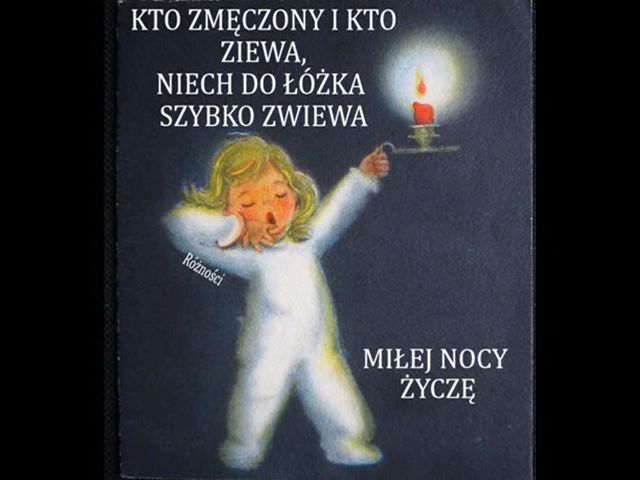 KTO ZMĘCZONY I KTO
ZIEWA,
NIECH DO ŁÓŻKA
SZYBKO ZWIEWA
Różności
MIŁEJ NOCY
ŻYCZĘ